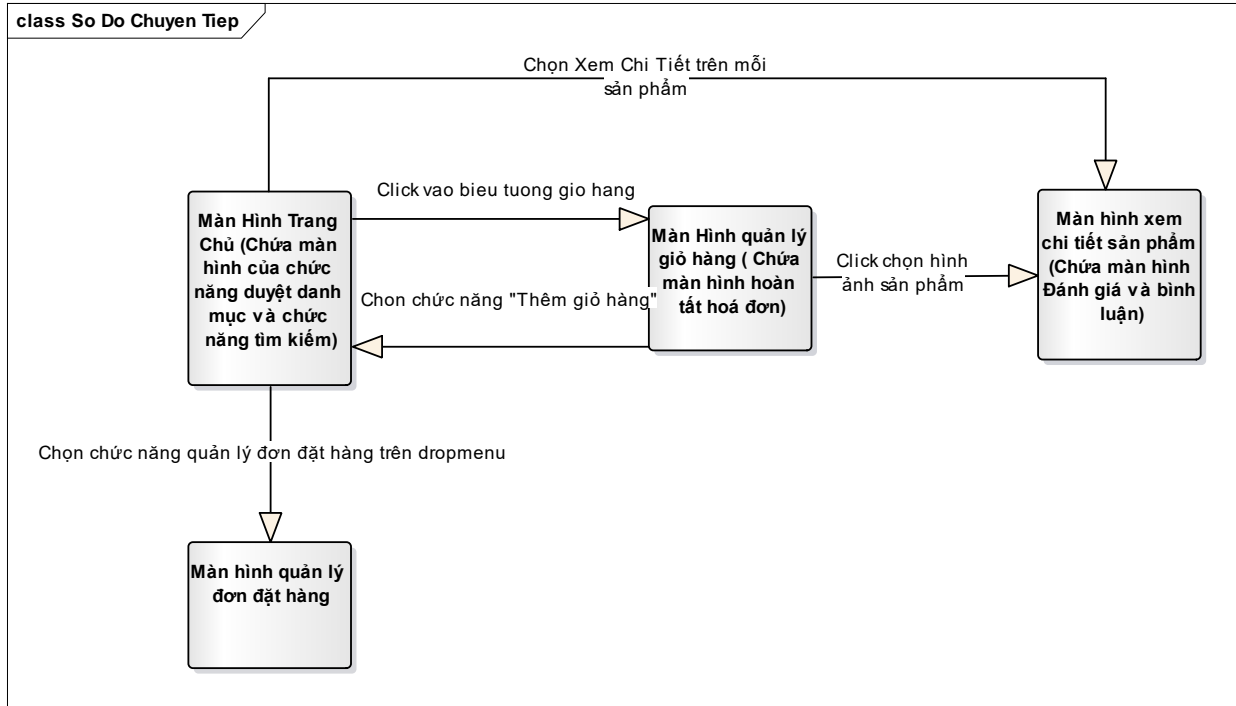 class So Do Chuyen Tiep
Chọn Xem Chi Tiết trên mỗi
sản phẩm
Click vao bieu tuong gio hang
Màn Hình Trang
Chủ (Chứa màn
hình của chức
năng duyệt danh
mục và chức
năng tìm kiếm)
Màn Hình quản lý
giỏ hàng ( Chứa
màn hình hoàn
tất hoá đơn)
Màn hình xem
chi tiết sản phẩm
(Chứa màn hình
Đánh giá và bình
luận)
Click chọn hình
ảnh sản phẩm
Chon chức năng "Thêm giỏ hàng"
Chọn chức năng quản lý đơn đặt hàng trên dropmenu
Màn hình quản lý
đơn đặt hàng